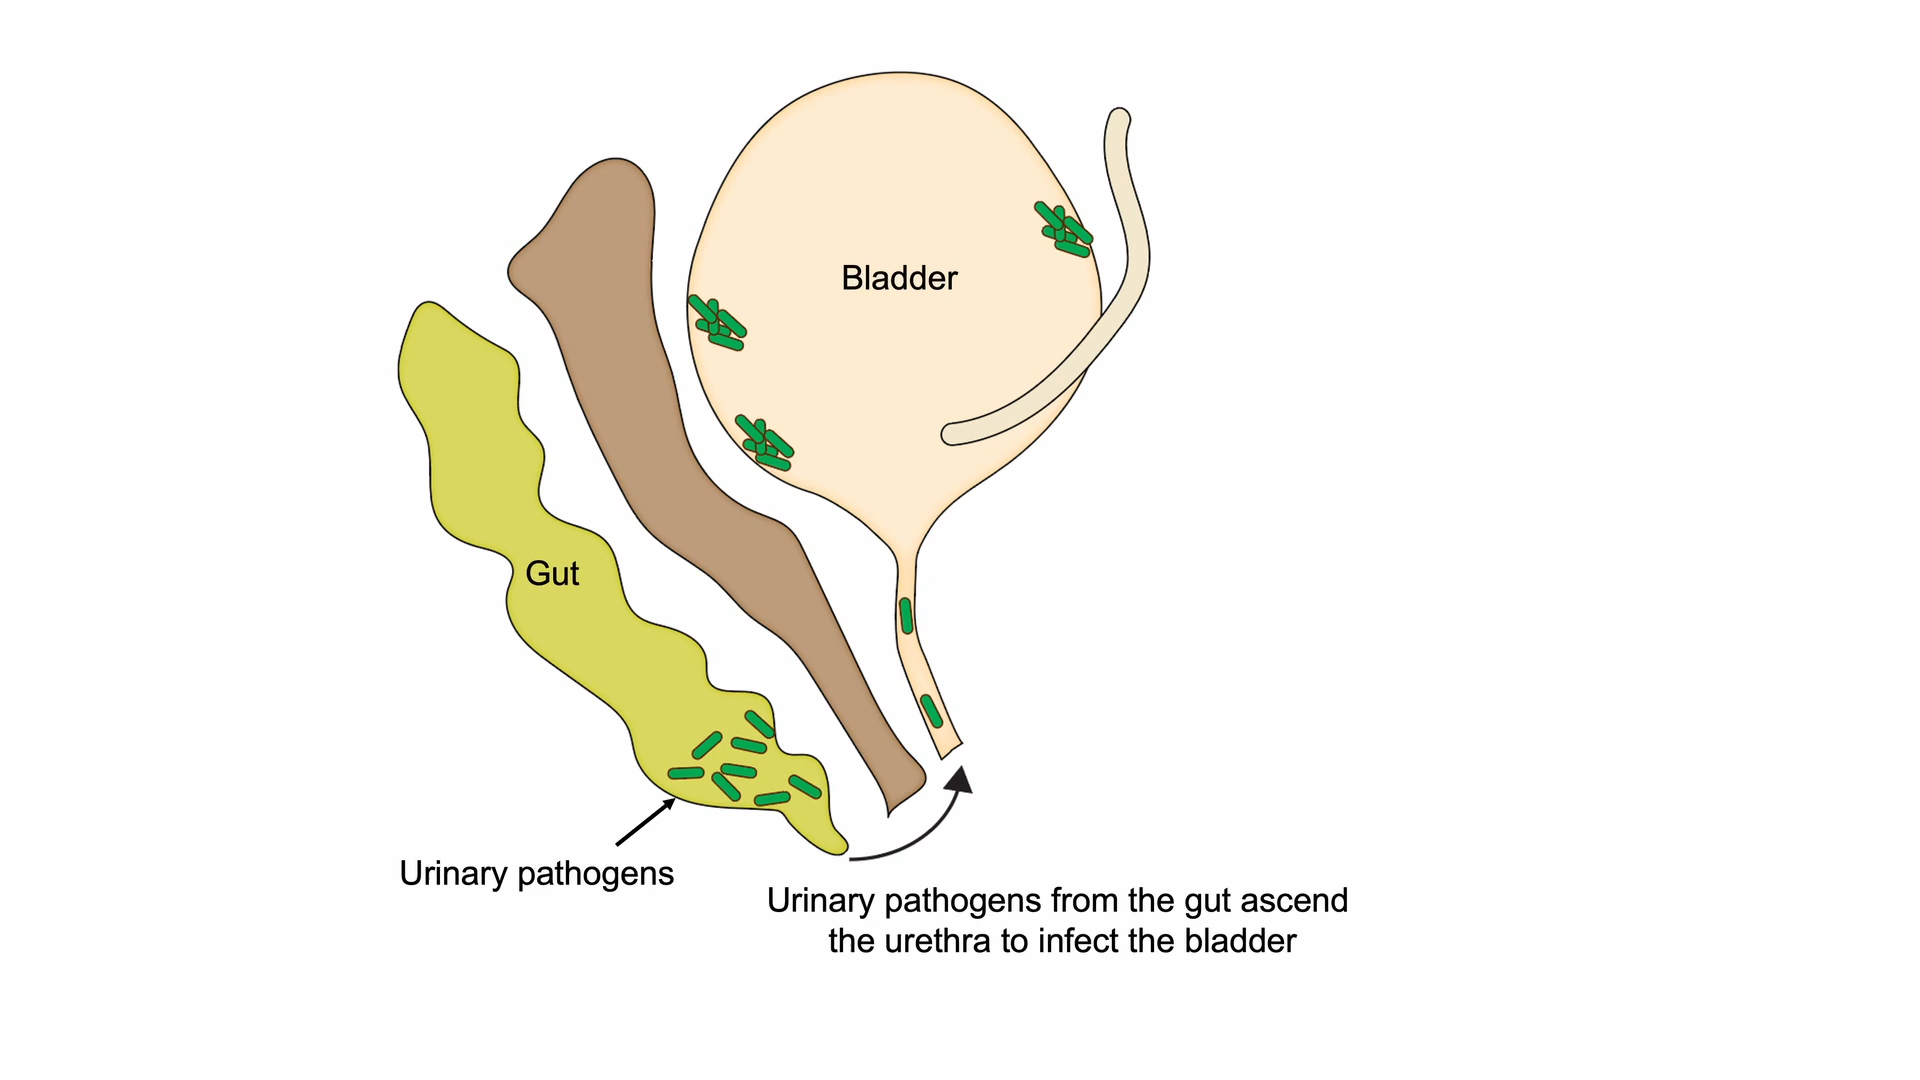 Bladder
Gut
Urinary pathogens
Urinary pathogens from the gut ascend
the urethra to infect the bladder